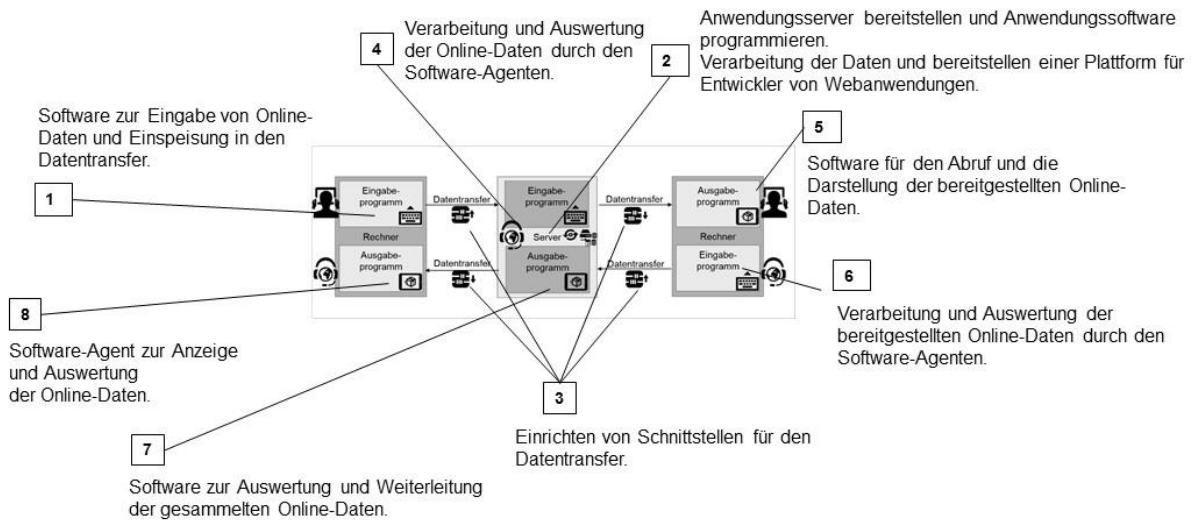 4
Verarbeitung und Auswertung
der Online-Daten durch den
Software-Agenten.
2
Anwendungsserver bereitstellen und Anwendungssoftware
programmieren.
Verarbeitung der Daten und bereitstellen einer Plattform für
Entwickler von Webanwendungen.
Software zur Eingabe von Online-
Daten und Einspeisung in den
Datentransfer.
1
5
Software für den Abruf und die
Darstellung der bereitgestellten Online-
Daten.
Eingabe-
programm
Rechner
Ausgabe-
programm
Datentransfer
Datentransfer
Eingabe-
programm
Server
Ausgabe-
programm
Datentransfer
Datentransfer
Ausgabe-
programm
Rechner
Eingabe-
programm
6
Verarbeitung und Auswertung der
bereitgestellten Online-Daten durch den
Software-Agenten.
8
Software-Agent zur Anzeige
und Auswertung
der Online-Daten.
3
Einrichten von Schnittstellen für den
Datentransfer.
7
Software zur Auswertung und Weiterleitung
der gesammelten Online-Daten.